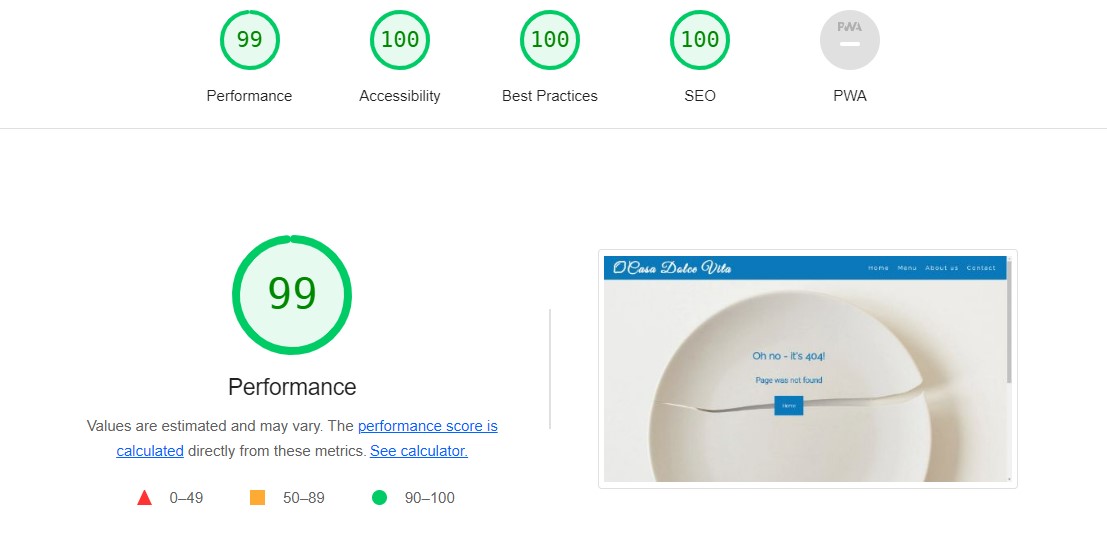 99
100
100
100
PWA
Performance
Accessibility
Best Practices
SEO
PWA
99
Performance
Values are estimated and may vary. The performance score is
calculated directly from these metrics. See calculator.
0–49
50–89
90–100
O'Casa Dolce Vita
Home
Menu
About us
Contact
Oh no - it's 404!
Page was not found
Home